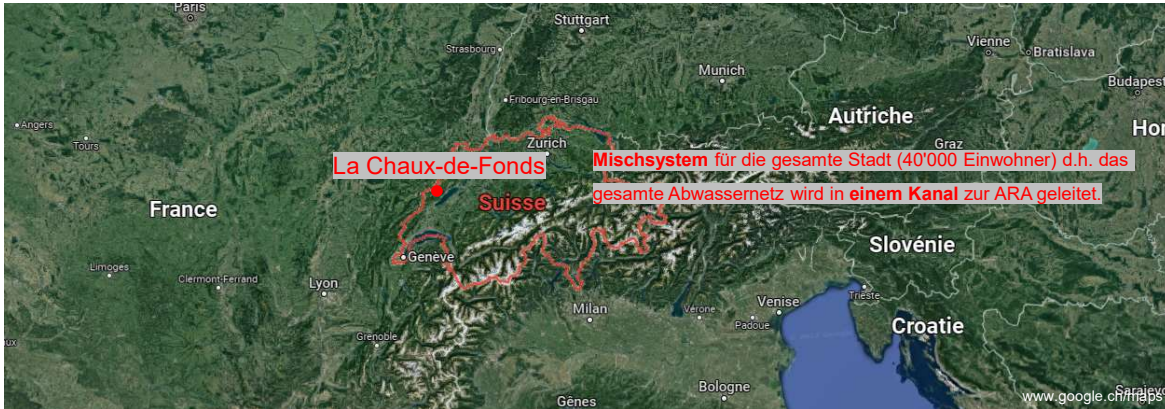 Paris
Stuttgart
Strasbourg
Vienne
Bratislava
Munich
Budapest
Fribourg-en-Brisgau
Angers
Tours
Autriche
Zurich
Graz
La Chaux-de-Fonds
Mischsystem für die gesamte Stadt (40'000 Einwohner) d.h. das
gesamte Abwassernetz wird in einem Kanal zur ARA geleitet.
France
Suisse
Slovénie
Genève
Limoges
Clermont-Ferrand
Lyon
Milan
Vérone
Venise
Trieste
Padoue
Croatie
Grenoble
Bologne
Gênes
Sarajevo
www.google.ch/maps